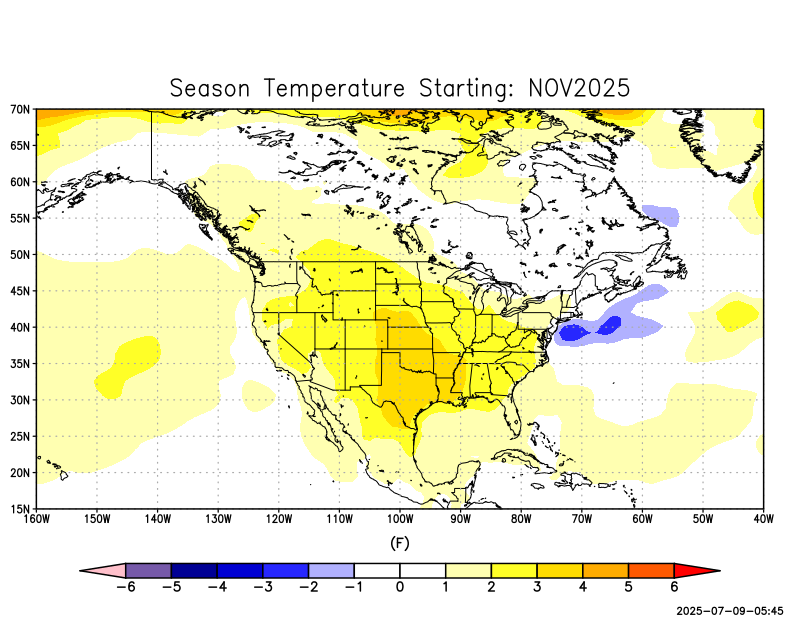 Season Temperature Starting: NOV2025
70N
65N
60N
55N
50N
45N
40N
35N
30N
25N
20N
15N
160W 150W 140W 130W 120W 110W 100W 90W 80W 70W 60W 50W 40W
(F)
-6 -5 -4 -3 -2 -1 0 1 2 3 4 5 6
2025-07-09-05:45